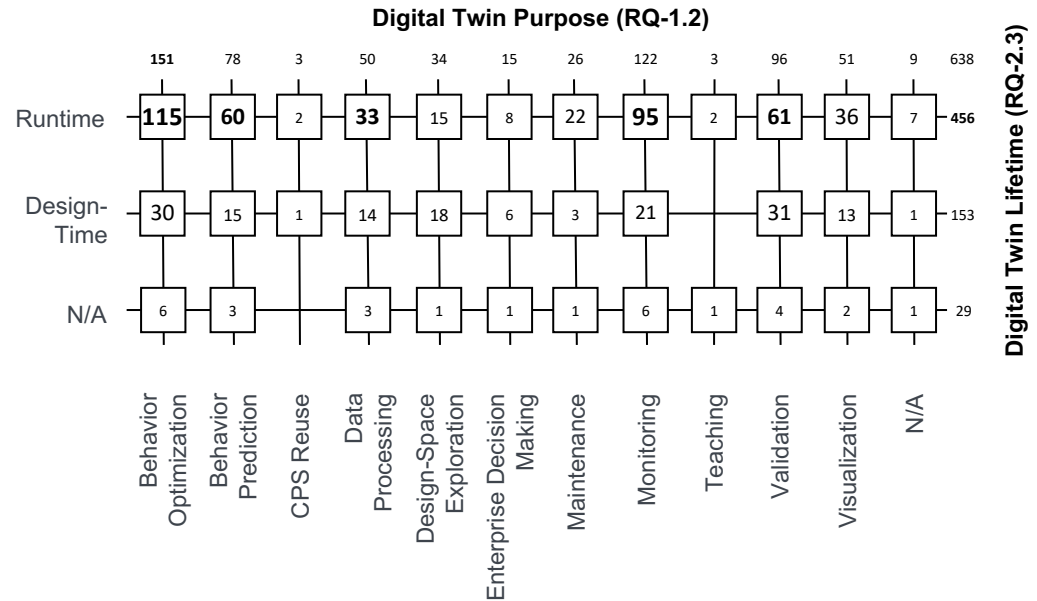 Digital Twin Purpose (RQ-1.2)
151 78 3 50 34 15 26 122 3 96 51 9 638
Runtime 115 60 2 33 15 8 22 95 2 61 36 7 456
Design-
Time
30 15 1 14 18 6 3 21 31 13 1 153
N/A 6 3 3 1 1 1 6 1 4 2 1 29
Behavior
Optimization
Behavior
Prediction
CPS Reuse
Data
Processing
Design-Space
Exploration
Enterprise Decision
Making
Maintenance
Monitoring
Teaching
Validation
Visualization
N/A
Digital Twin Lifetime (RQ-2.3)